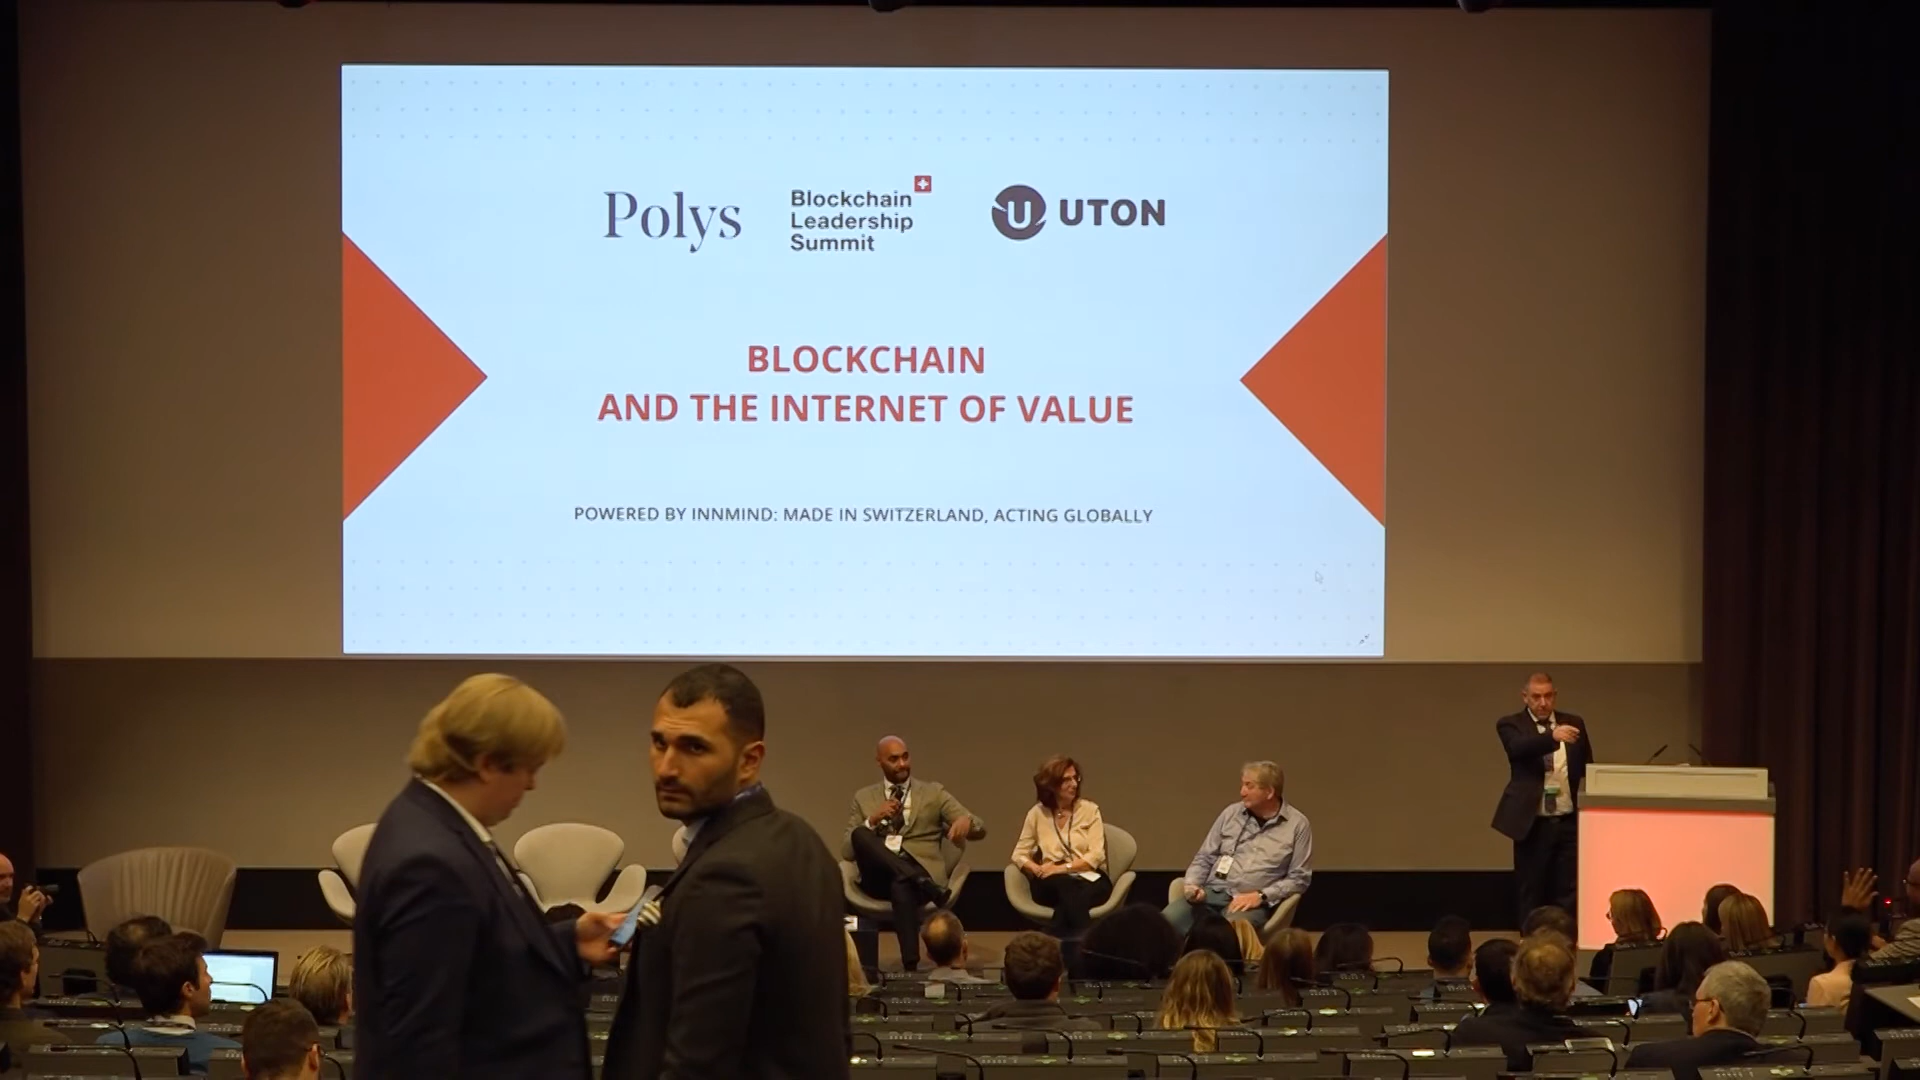 Polys
Blockchain
Leadership
Summit
U UTON
BLOCKCHAIN
AND THE INTERNET OF VALUE
POWERED BY INNMIND: MADE IN SWITZERLAND, ACTING GLOBALLY